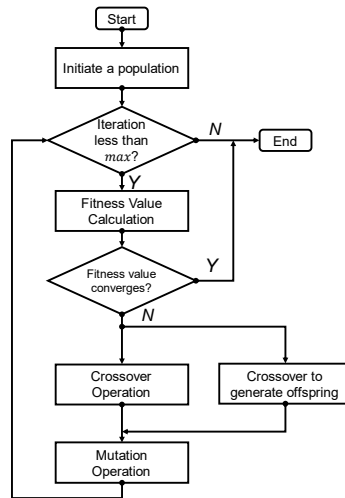 Start
Initiate a population
Iteration
less than
max?
N
End
Y
Fitness Value
Calculation
Fitness value
converges?
Y
N
Crossover
Operation
Crossover to
generate offspring
Mutation
Operation